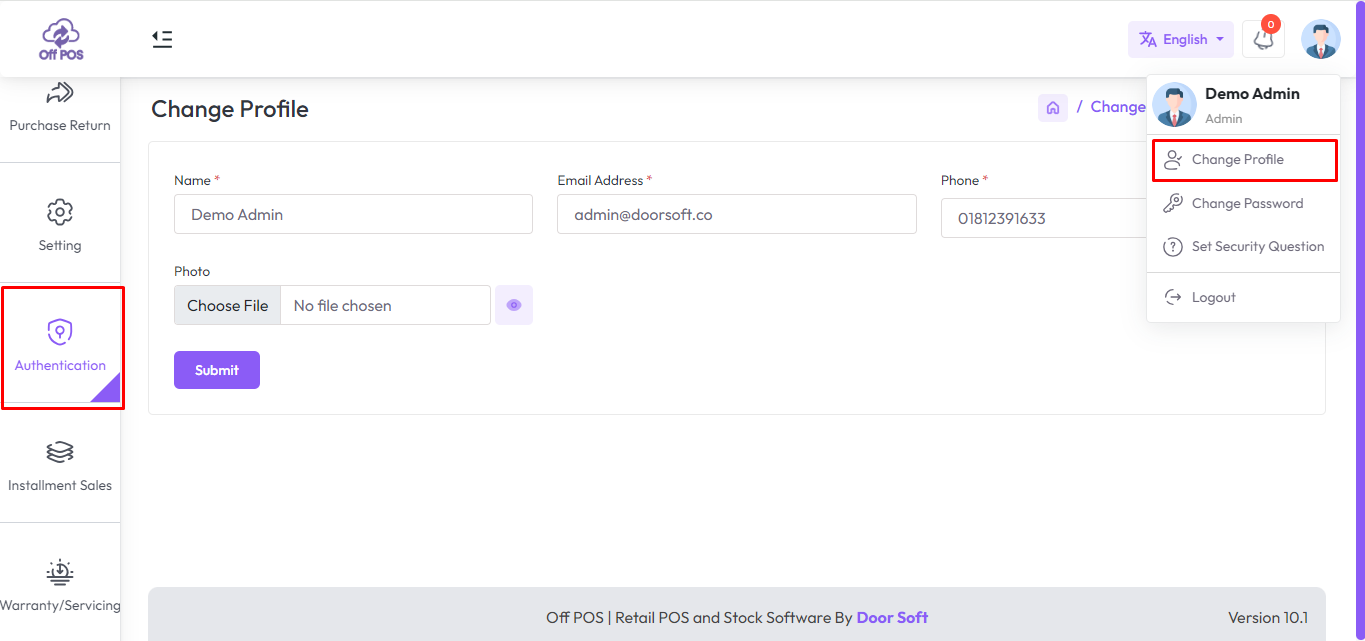 Off POS
English
0
Purchase Return
Setting
Authentication
Installment Sales
Warranty/Servicing
Change Profile
/ Change
Demo Admin
Admin
Change Profile
Change Password
Set Security Question
Logout
Name *
Email Address *
Phone *
Demo Admin
admin@doorsoft.co
01812391633
Photo
Choose File
No file chosen
Submit
Off POS | Retail POS and Stock Software By Door Soft
Version 10.1